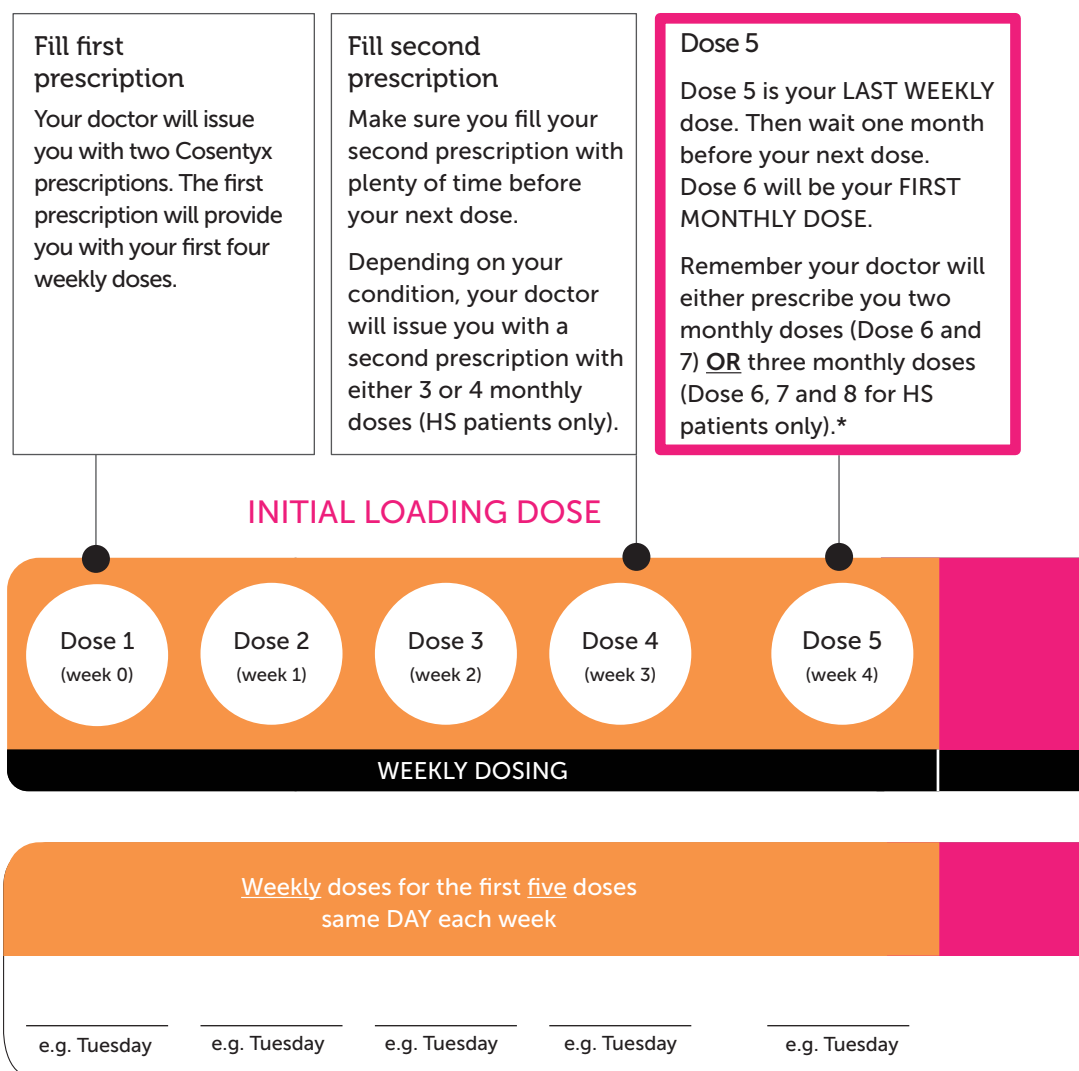 Fill first
prescription
Your doctor will issue
you with two Cosentyx
prescriptions. The first
prescription will provide
you with your first four
weekly doses.
Fill second
prescription
Make sure you fill your
second prescription with
plenty of time before
your next dose.
Depending on your
condition, your doctor
will issue you with a
second prescription with
either 3 or 4 monthly
doses (HS patients only).
Dose 5
Dose 5 is your LAST WEEKLY
dose. Then wait one month
before your next dose.
Dose 6 will be your FIRST
MONTHLY DOSE.
Remember your doctor will
either prescribe you two
monthly doses (Dose 6 and
7) OR three monthly doses
(Dose 6, 7 and 8 for HS
patients only).*
INITIAL LOADING DOSE
Dose 1
(week 0)
Dose 2
(week 1)
Dose 3
(week 2)
Dose 4
(week 3)
Dose 5
(week 4)
WEEKLY DOSING
Weekly doses for the first five doses
same DAY each week
e.g. Tuesday
e.g. Tuesday
e.g. Tuesday
e.g. Tuesday
e.g. Tuesday